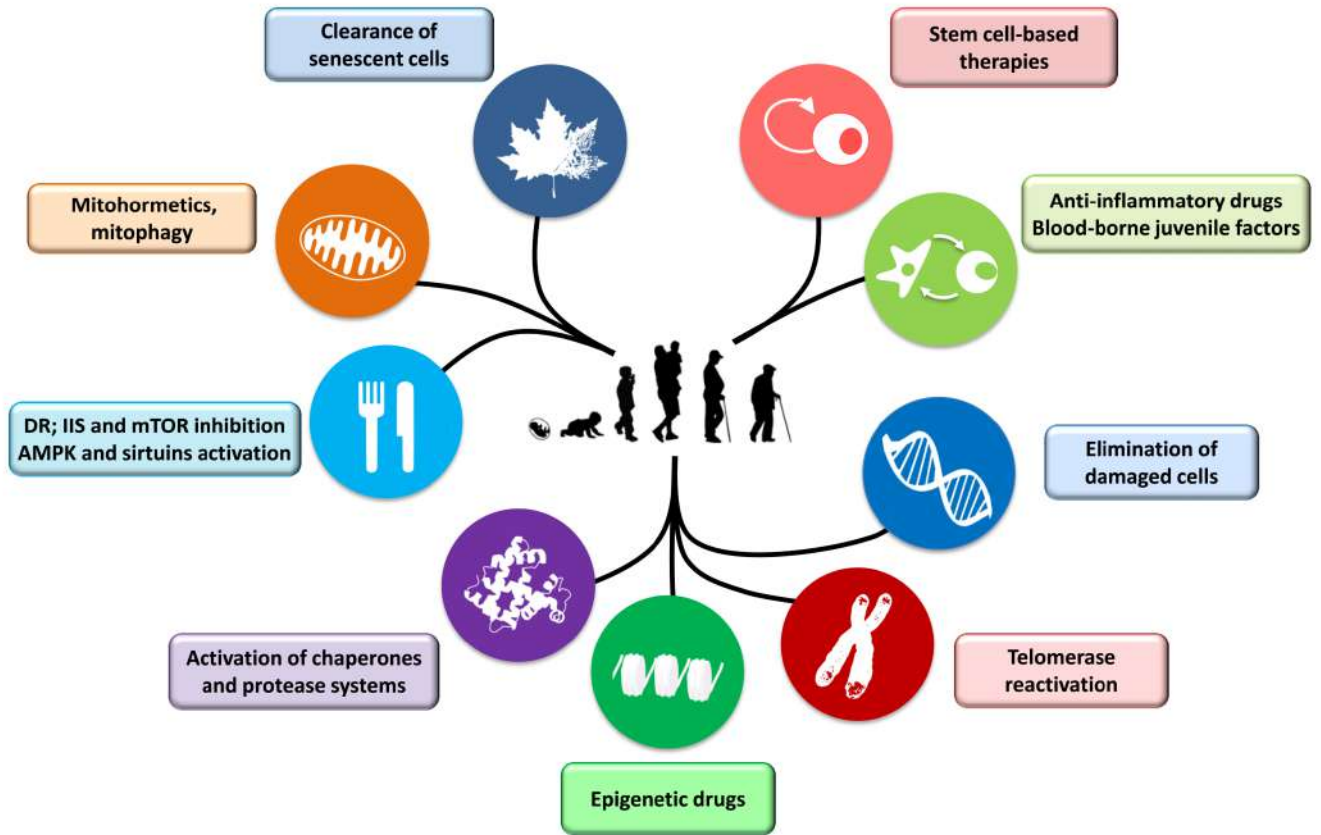 Clearance of
senescent cells
Stem cell-based
therapies
Mitohormetics,
mitophagy
Anti-inflammatory drugs
Blood-borne juvenile factors
DR; IIS and mTOR inhibition
AMPK and sirtuins activation
Elimination of
damaged cells
Activation of chaperones
and protease systems
Telomerase
reactivation
Epigenetic drugs